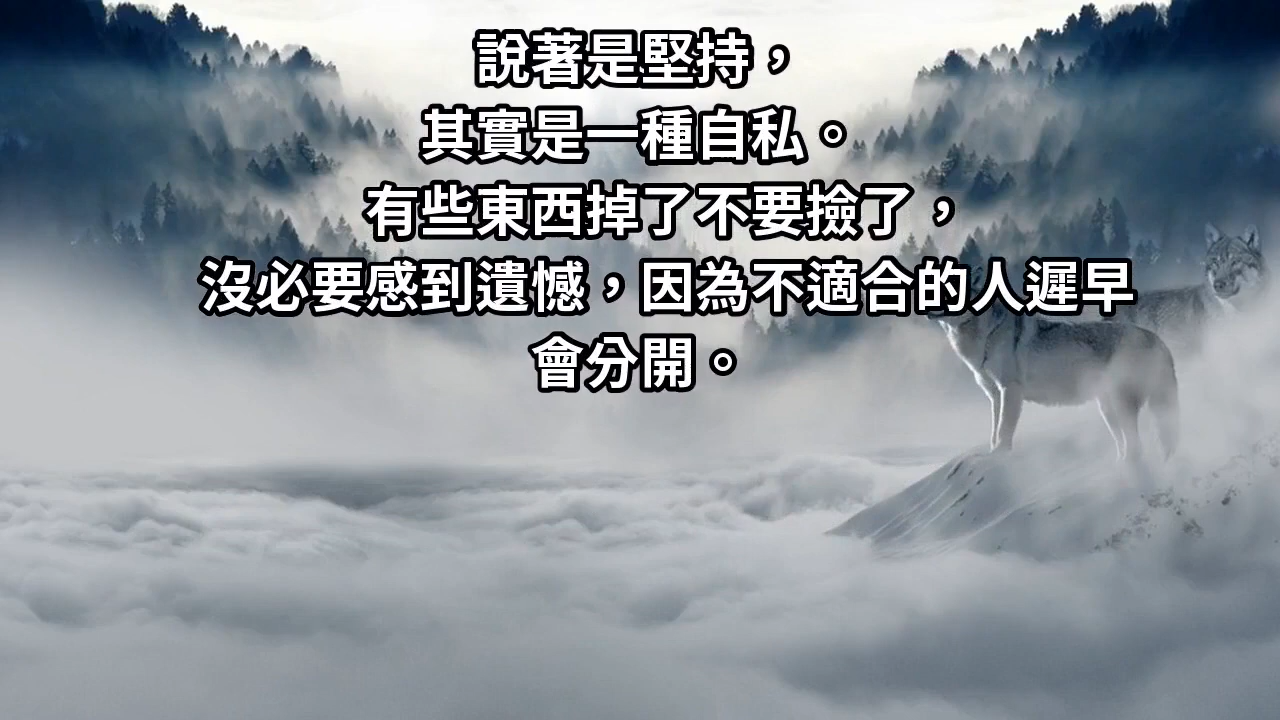 說著是堅持，
其實是一種自私。
有些東西掉了不要撿了，
沒必要感到遺憾，因為不適合的人遲早
會分開。